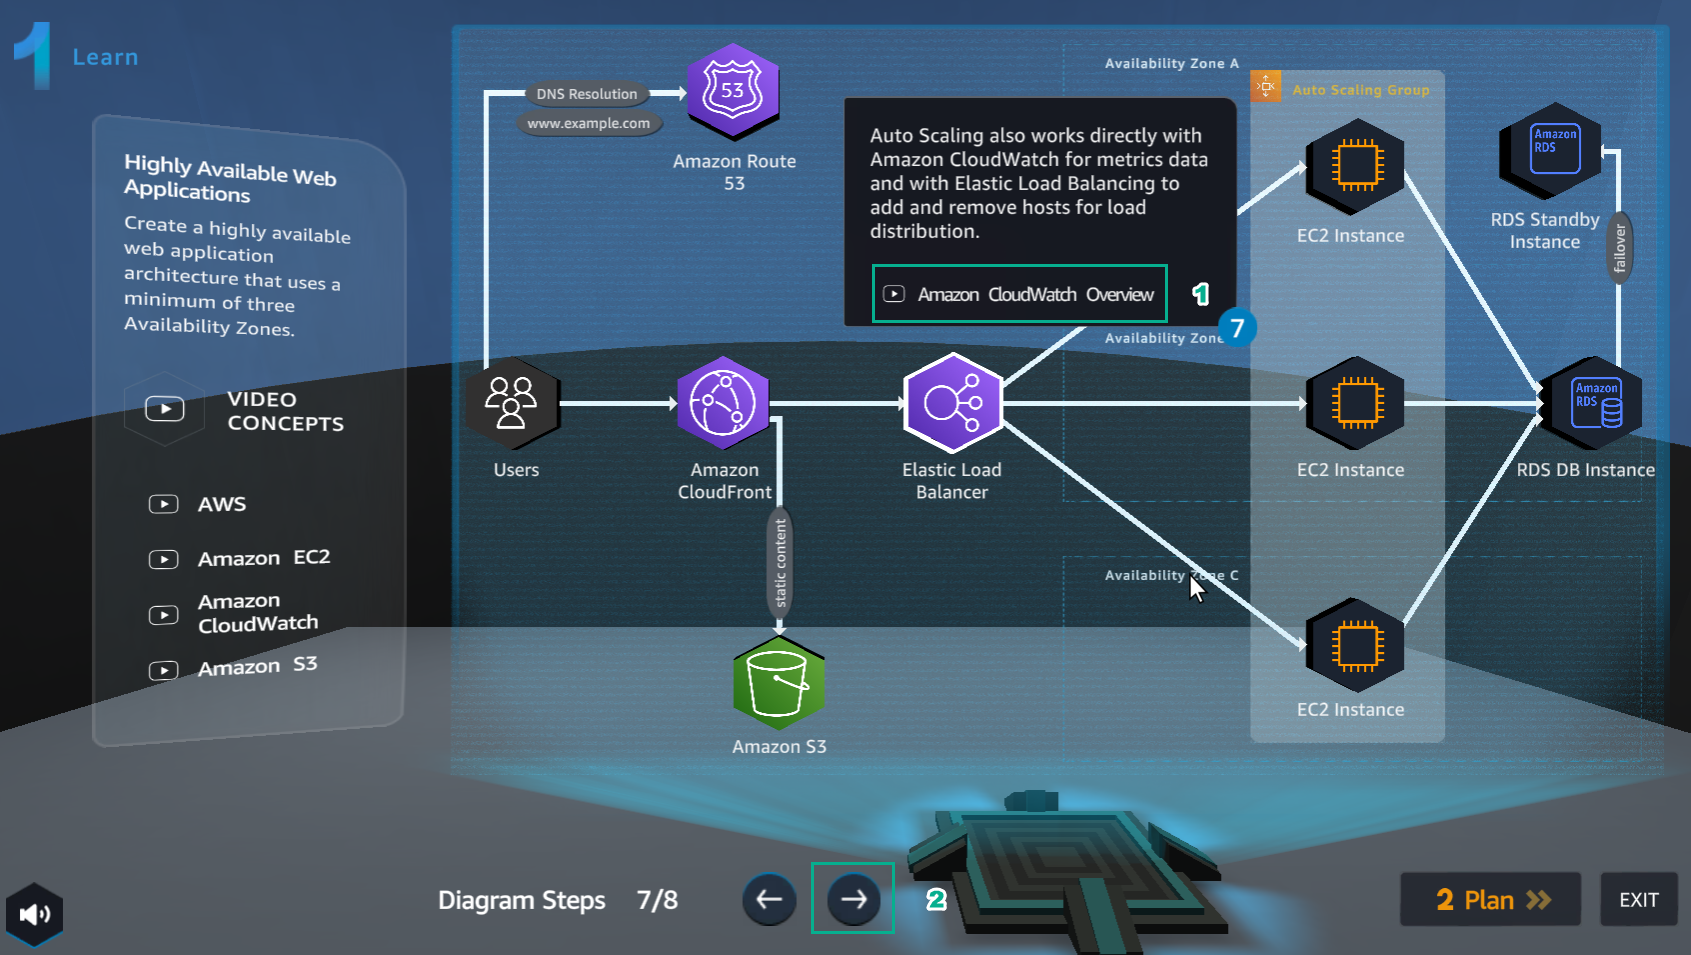 1 Learn
Highly Available Web
Applications
Create a highly available
web application
architecture that uses a
minimum of three
Availability Zones.
VIDEO
CONCEPTS
AWS
Amazon EC2
Amazon
CloudWatch
Amazon S3
DNS Resolution
www.example.com
53
Amazon Route
53
Users
Amazon
CloudFront
static content
Amazon S3
Elastic Load
Balancer
Auto Scaling also works directly with
Amazon CloudWatch for metrics data
and with Elastic Load Balancing to
add and remove hosts for load
distribution.
Amazon CloudWatch Overview
1
7
Availability Zone A
Availability Zone
Availability Zone C
Auto Scaling Group
EC2 Instance
EC2 Instance
EC2 Instance
Amazon
RDS
RDS Standby
Instance
failover
Amazon
RDS
RDS DB Instance
Diagram Steps 7/8
2
2 Plan
EXIT